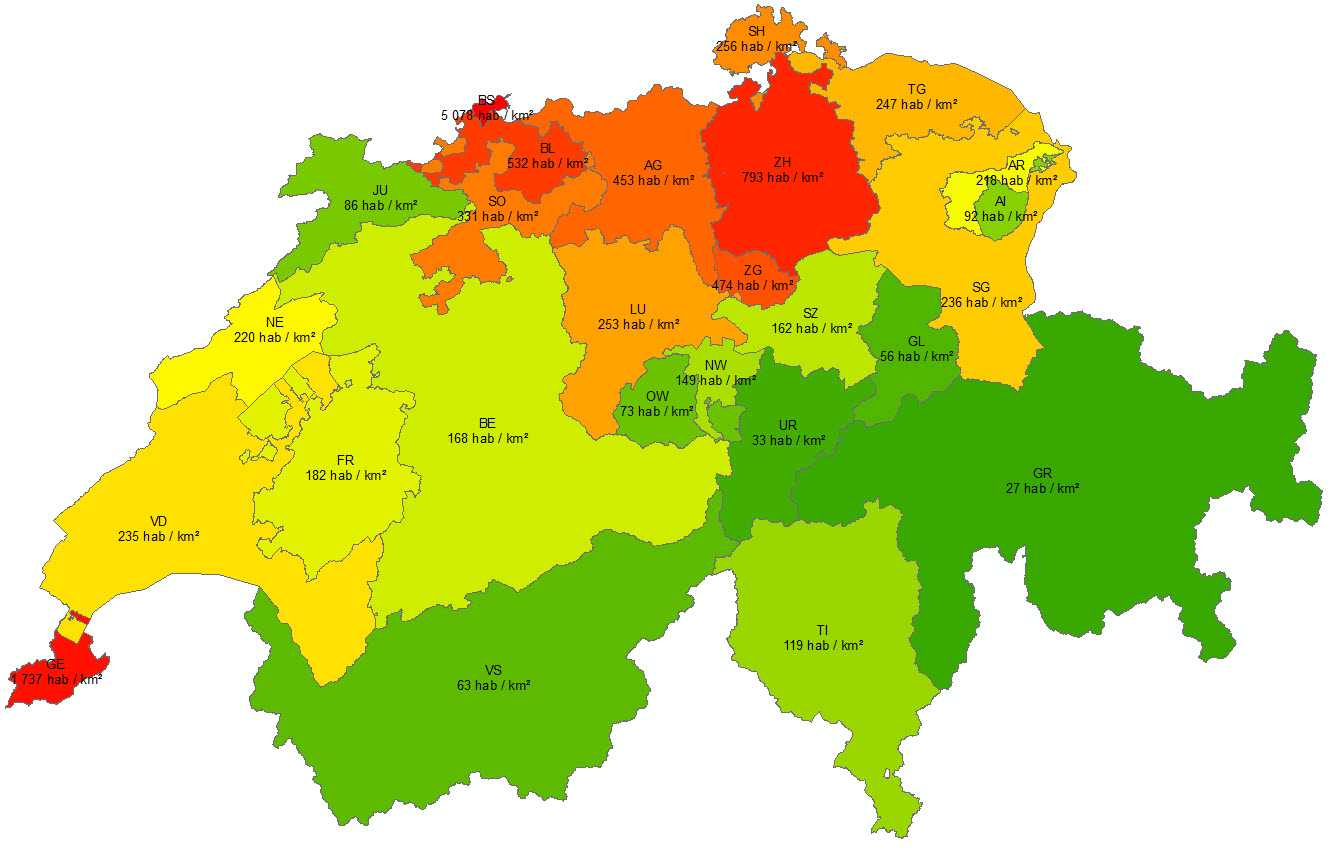 SH
256 hab / km²
TG
247 hab / km²
BS
5 078 hab / km²
BL
532 hab / km²
AG
453 hab / km²
ZH
793 hab / km²
AR
218 hab / km²
JU
86 hab / km²
SO
331 hab / km²
AI
92 hab / km²
ZG
474 hab / km²
SG
236 hab / km²
LU
253 hab / km²
SZ
162 hab / km²
NE
220 hab / km²
GL
56 hab / km²
NW
149 hab / km²
OW
73 hab / km²
BE
168 hab / km²
UR
33 hab / km²
FR
182 hab / km²
GR
27 hab / km²
VD
235 hab / km²
TI
119 hab / km²
GE
1 737 hab / km²
VS
63 hab / km²